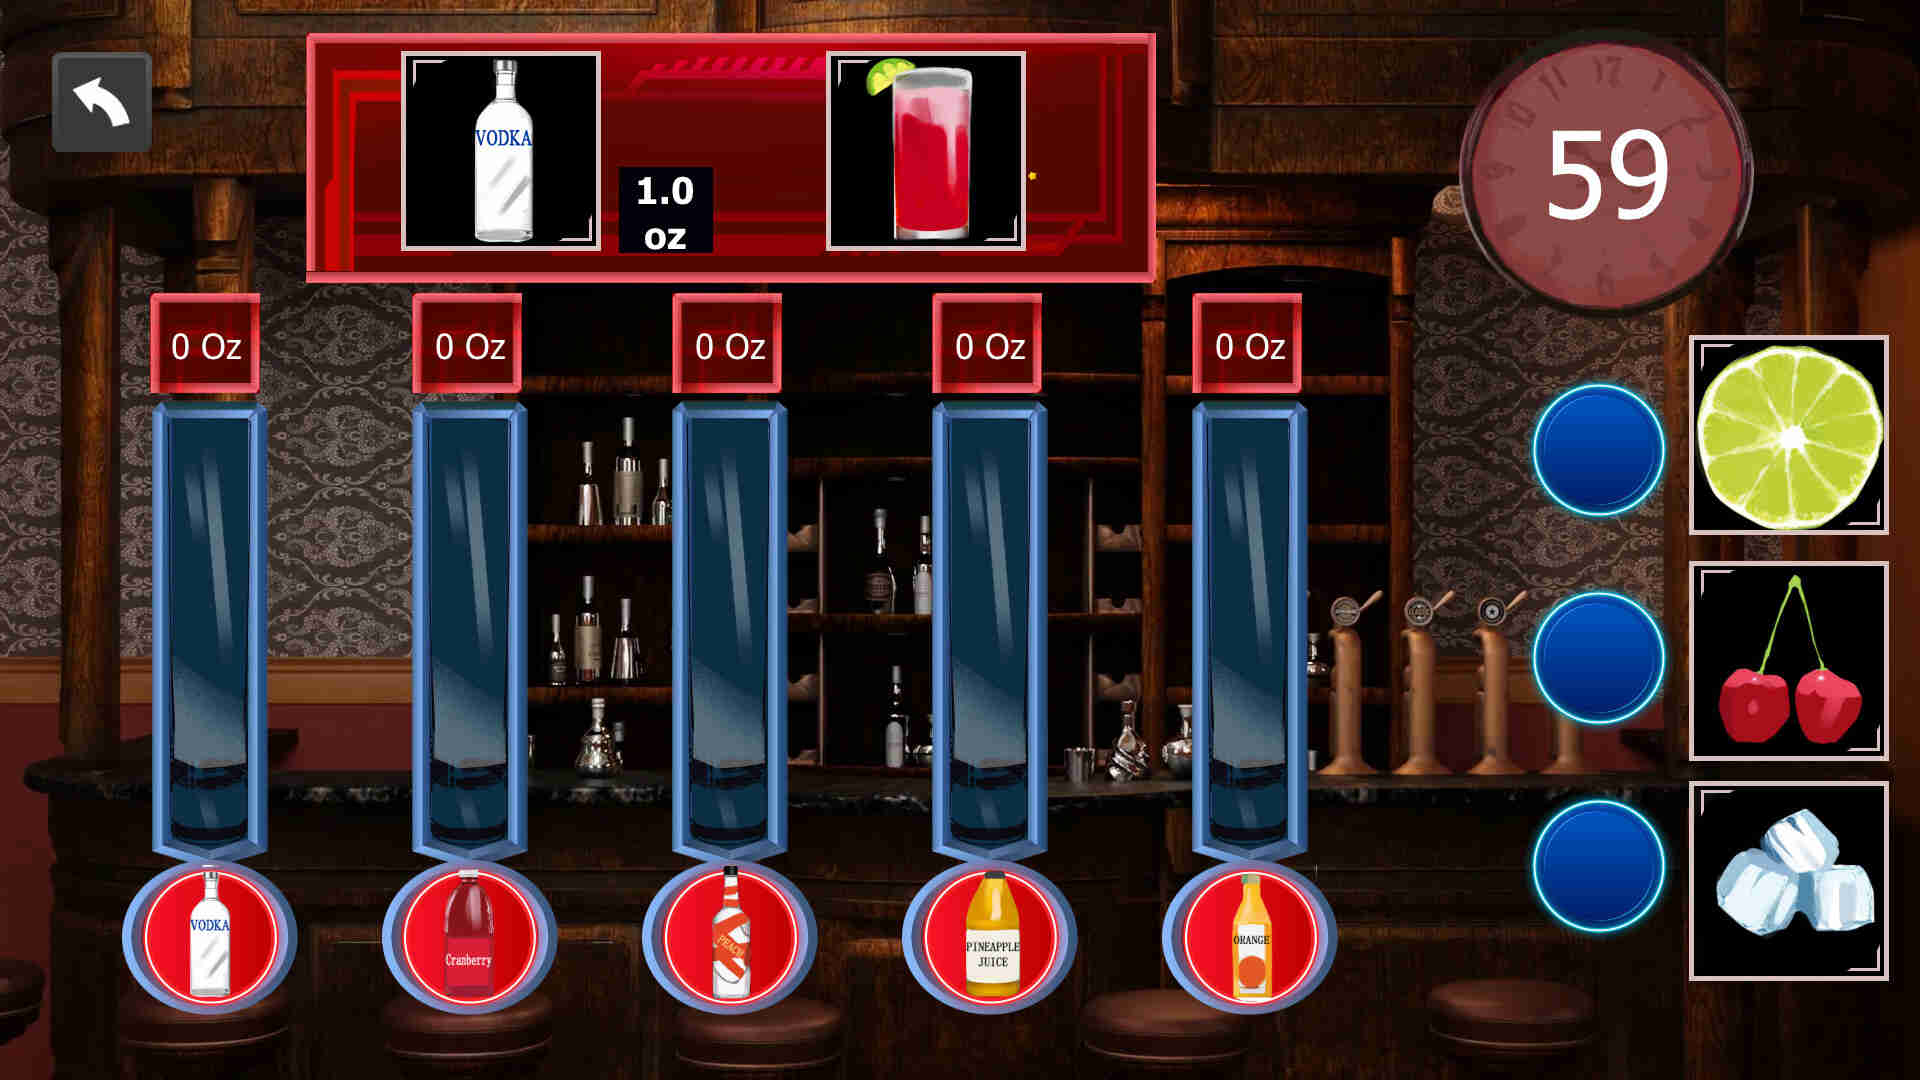 VODKA
1.0
oz
59
0 Oz
0 Oz
0 Oz
0 Oz
0 Oz
VODKA
Cranberry
PEACH
PINEAPPLE
JUICE
ORANGE